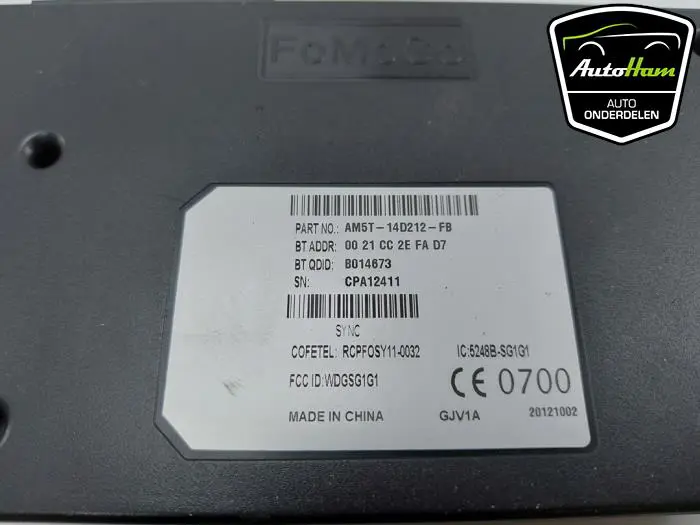 FoMoCo
AutoHam
AUTO
ONDERDELEN
PART NO.: AM5T-14D212-FB
BT ADDR: 00 21 CC 2E FA D7
BT QDID: B014673
SN: CPA12411
SYNC
COFETEL: RCPFOSY11-0032 IC:5248B-SG1G1
FCC ID:WDGSG1G1 CE 0700
MADE IN CHINA GJV1A 20121002